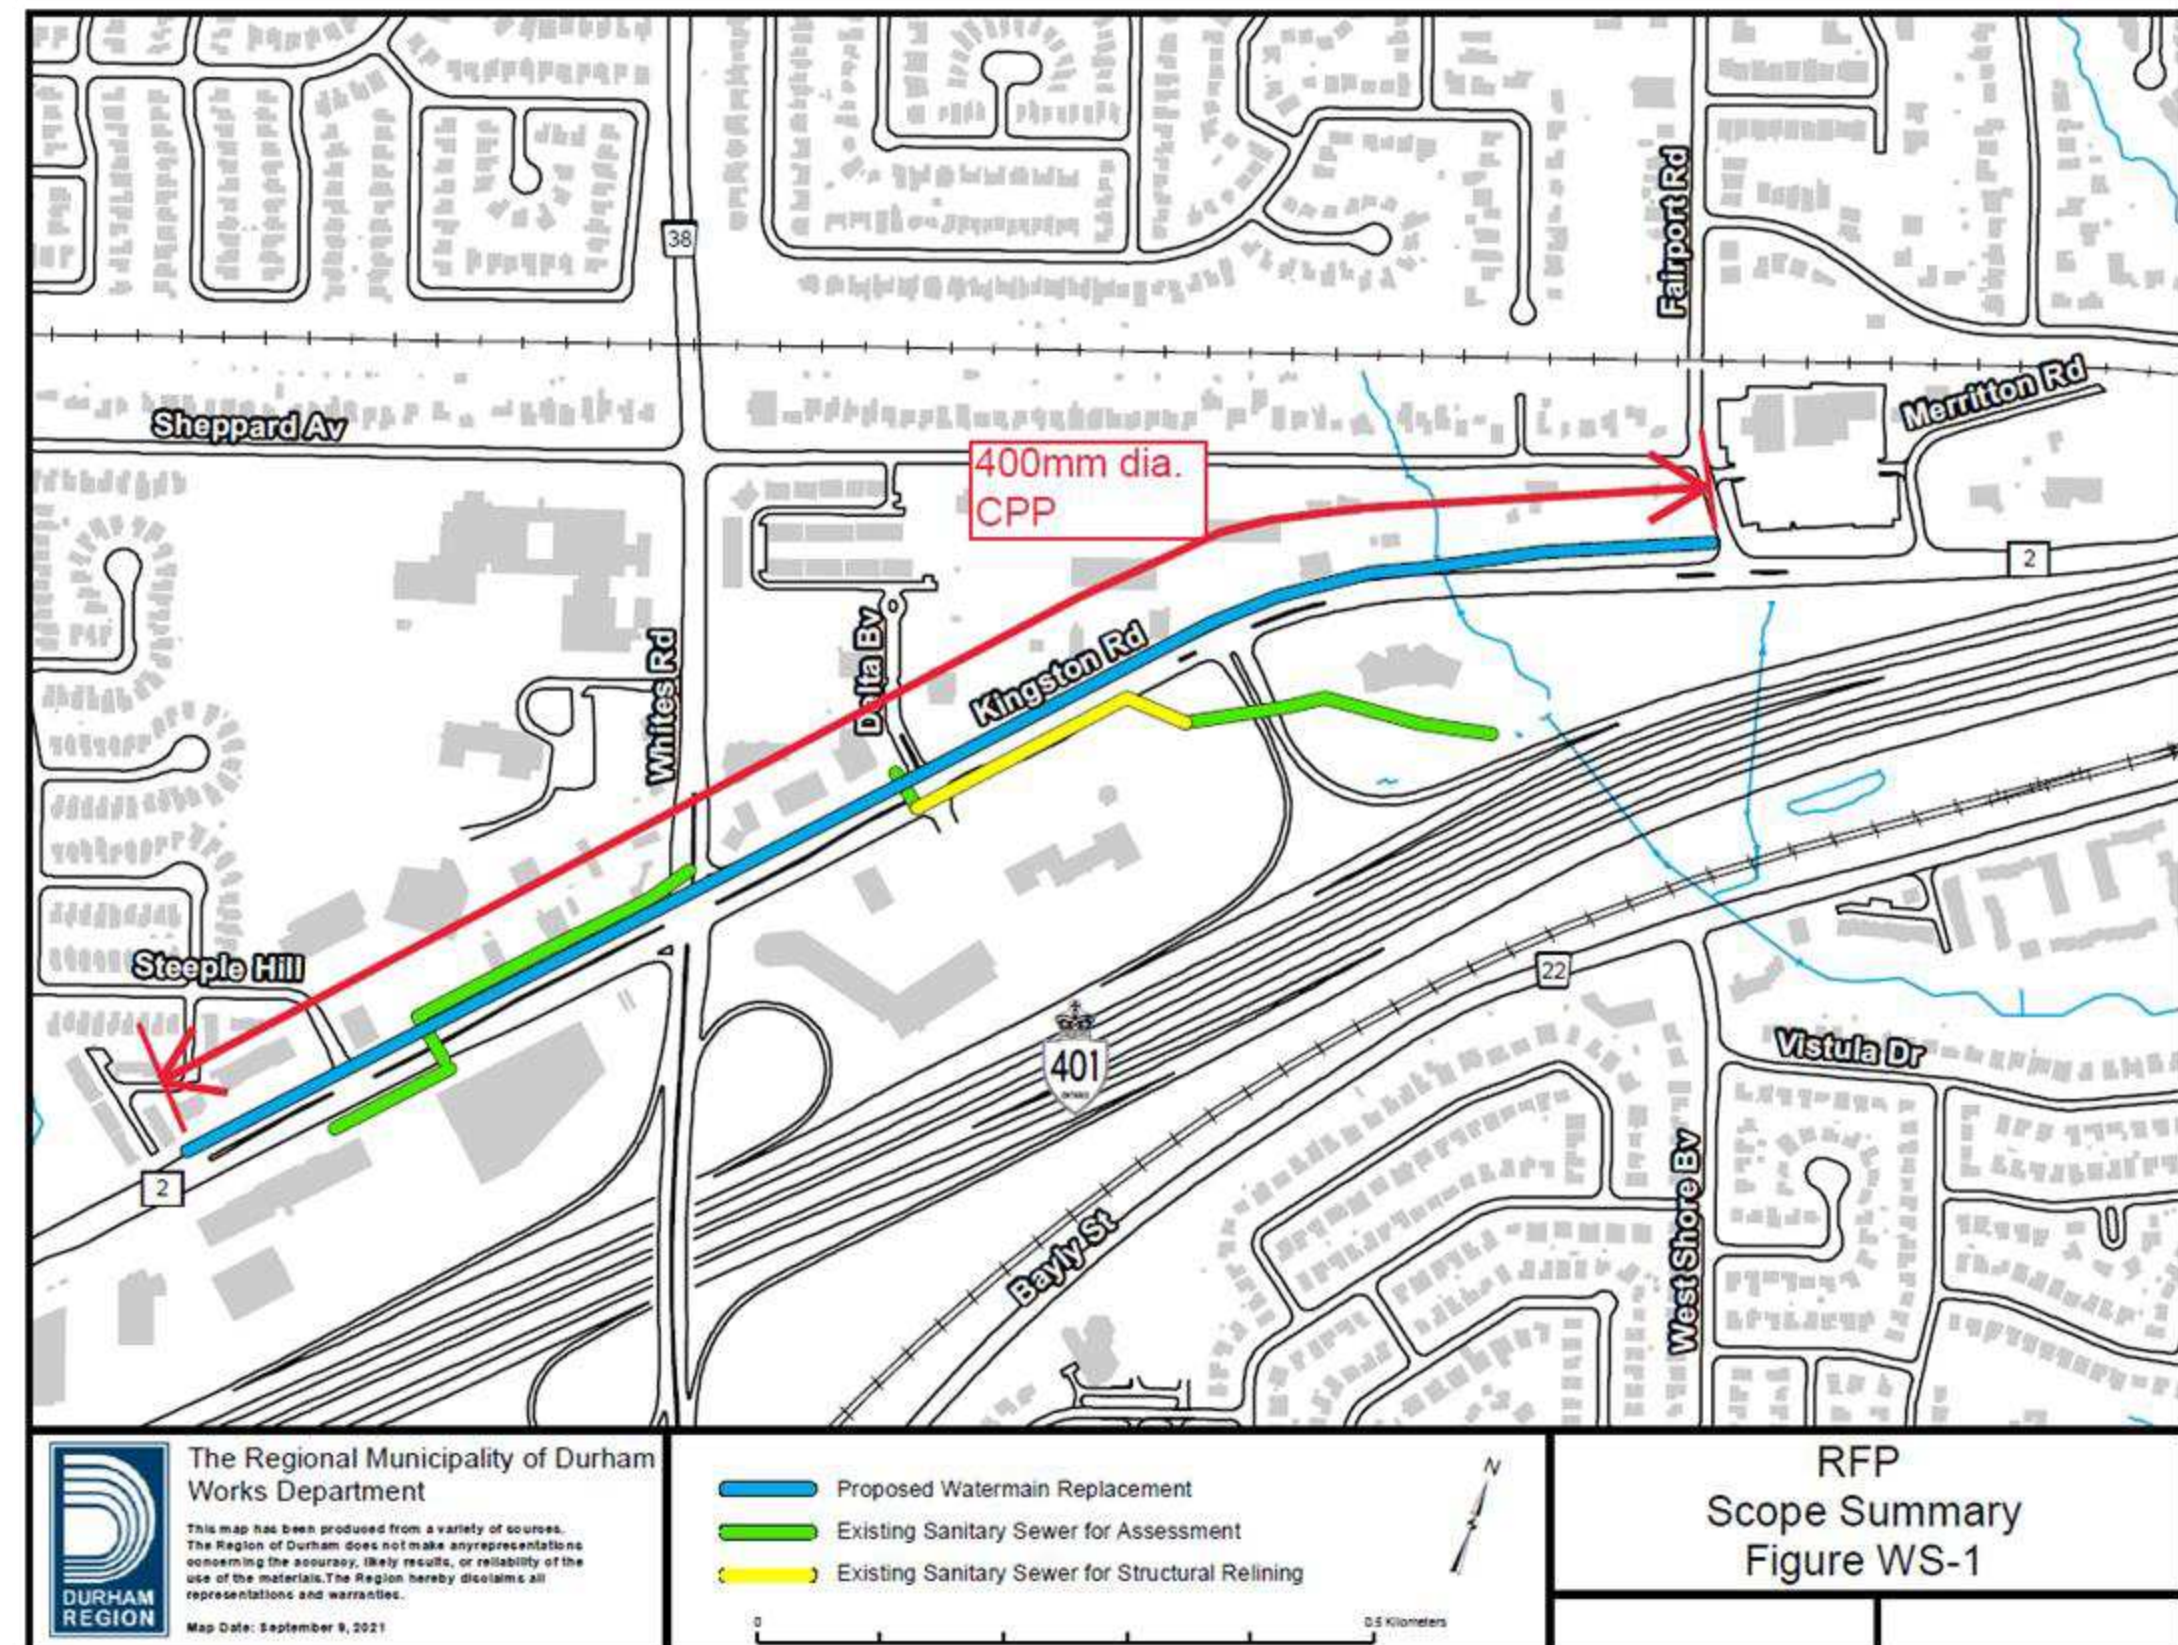 38
Fairport Rd
Merritton Rd
Sheppard Av
400mm dia.
CPP
2
Whites Rd
Delta Bv
Kingston Rd
Steeple Hill
22
401
ONTARIO
Vistula Dr
2
West Shore Bv
Bayly St
DURHAM
REGION
The Regional Municipality of Durham
Works Department
This map has been produced from a variety of sources.
The Region of Durham does not make anyrepresentations
concerning the accuracy, likely results, or reliability of the
use of the materials.The Region hereby disclaims all
representations and warranties.
Map Date: September 9, 2021
Proposed Watermain Replacement
Existing Sanitary Sewer for Assessment
Existing Sanitary Sewer for Structural Relining
N
0
0.5 Kilometers
RFP
Scope Summary
Figure WS-1